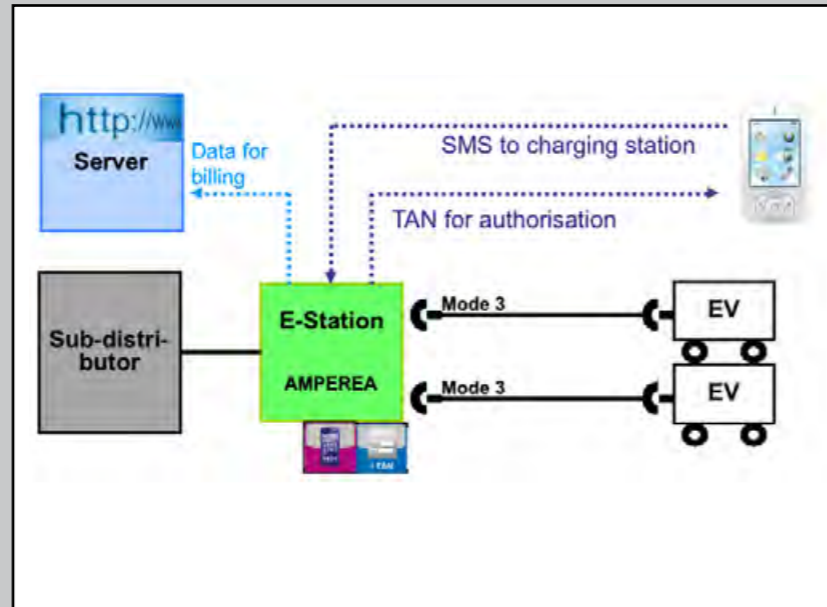 http://www
Server
Data for
billing
SMS to charging station
TAN for authorisation
Sub-distri-
butor
E-Station
AMPEREA
Mode 3
EV
Mode 3
EV